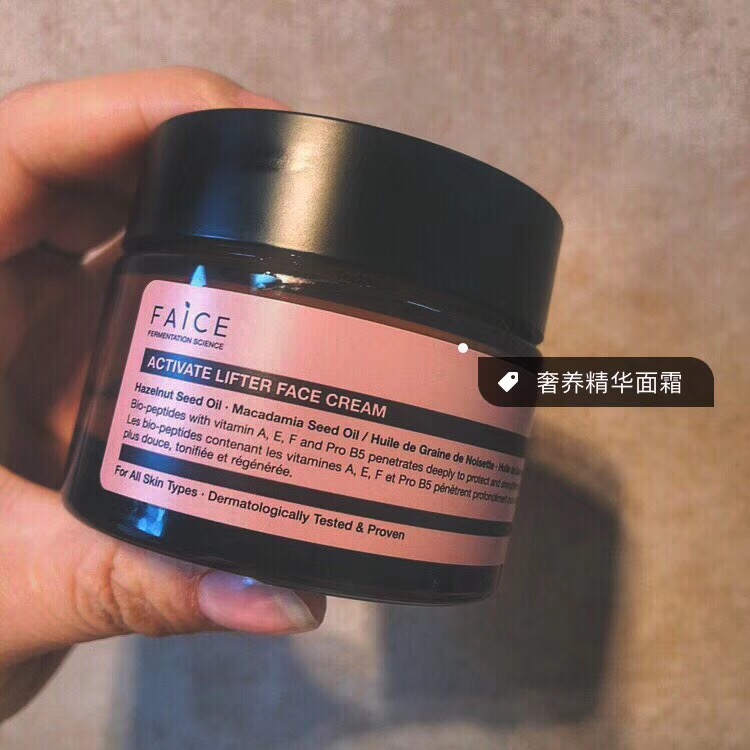 FAiCE
FERMENTATION SCIENCE
ACTIVATE LIFTER FACE CREAM
Hazelnut Seed Oil · Macadamia Seed Oil / Huile de Graine de Noisette · Huile de
Bio-peptides with vitamin A, E, F and Pro B5 penetrates deeply to protect and
Les bio-peptides contenant les vitamines A, E, F et Pro B5 pénètrent profondément
plus douce, tonifiée et régénérée.
For All Skin Types · Dermatologically Tested & Proven
奢养精华面霜